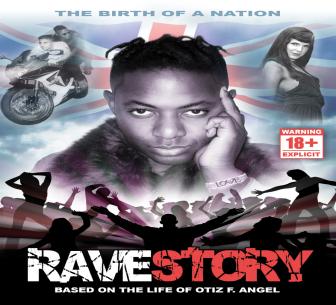 THE BIRTH OF A NATION
WARNING
18+
EXPLICIT
RAVESTORY
BASED ON THE LIFE OF OTIZ F. ANGEL